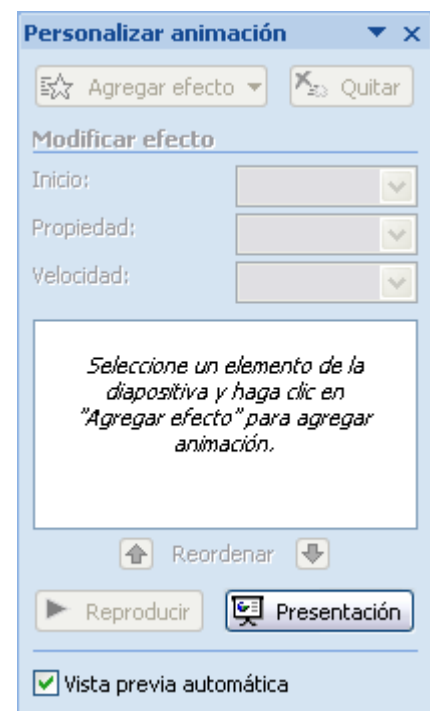 Personalizar animación
Agregar efecto Quitar
Modificar efecto
Inicio:
Propiedad:
Velocidad:
Seleccione un elemento de la
diapositiva y haga clic en
"Agregar efecto" para agregar
animación.
Reordenar
Reproducir Presentación
Vista previa automática